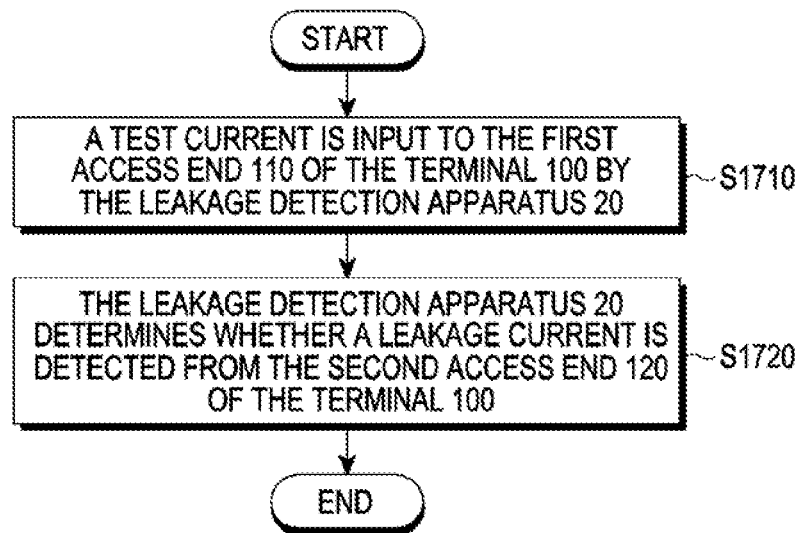 START
A TEST CURRENT IS INPUT TO THE FIRST
ACCESS END 110 OF THE TERMINAL 100 BY
THE LEAKAGE DETECTION APPARATUS 20
S1710
THE LEAKAGE DETECTION APPARATUS 20
DETERMINES WHETHER A LEAKAGE CURRENT IS
DETECTED FROM THE SECOND ACCESS END 120
OF THE TERMINAL 100
S1720
END